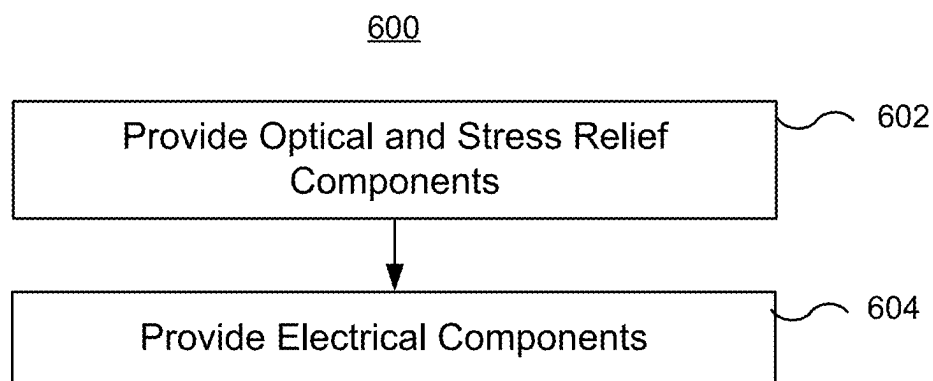 600
Provide Optical and Stress Relief
Components
602
Provide Electrical Components
604